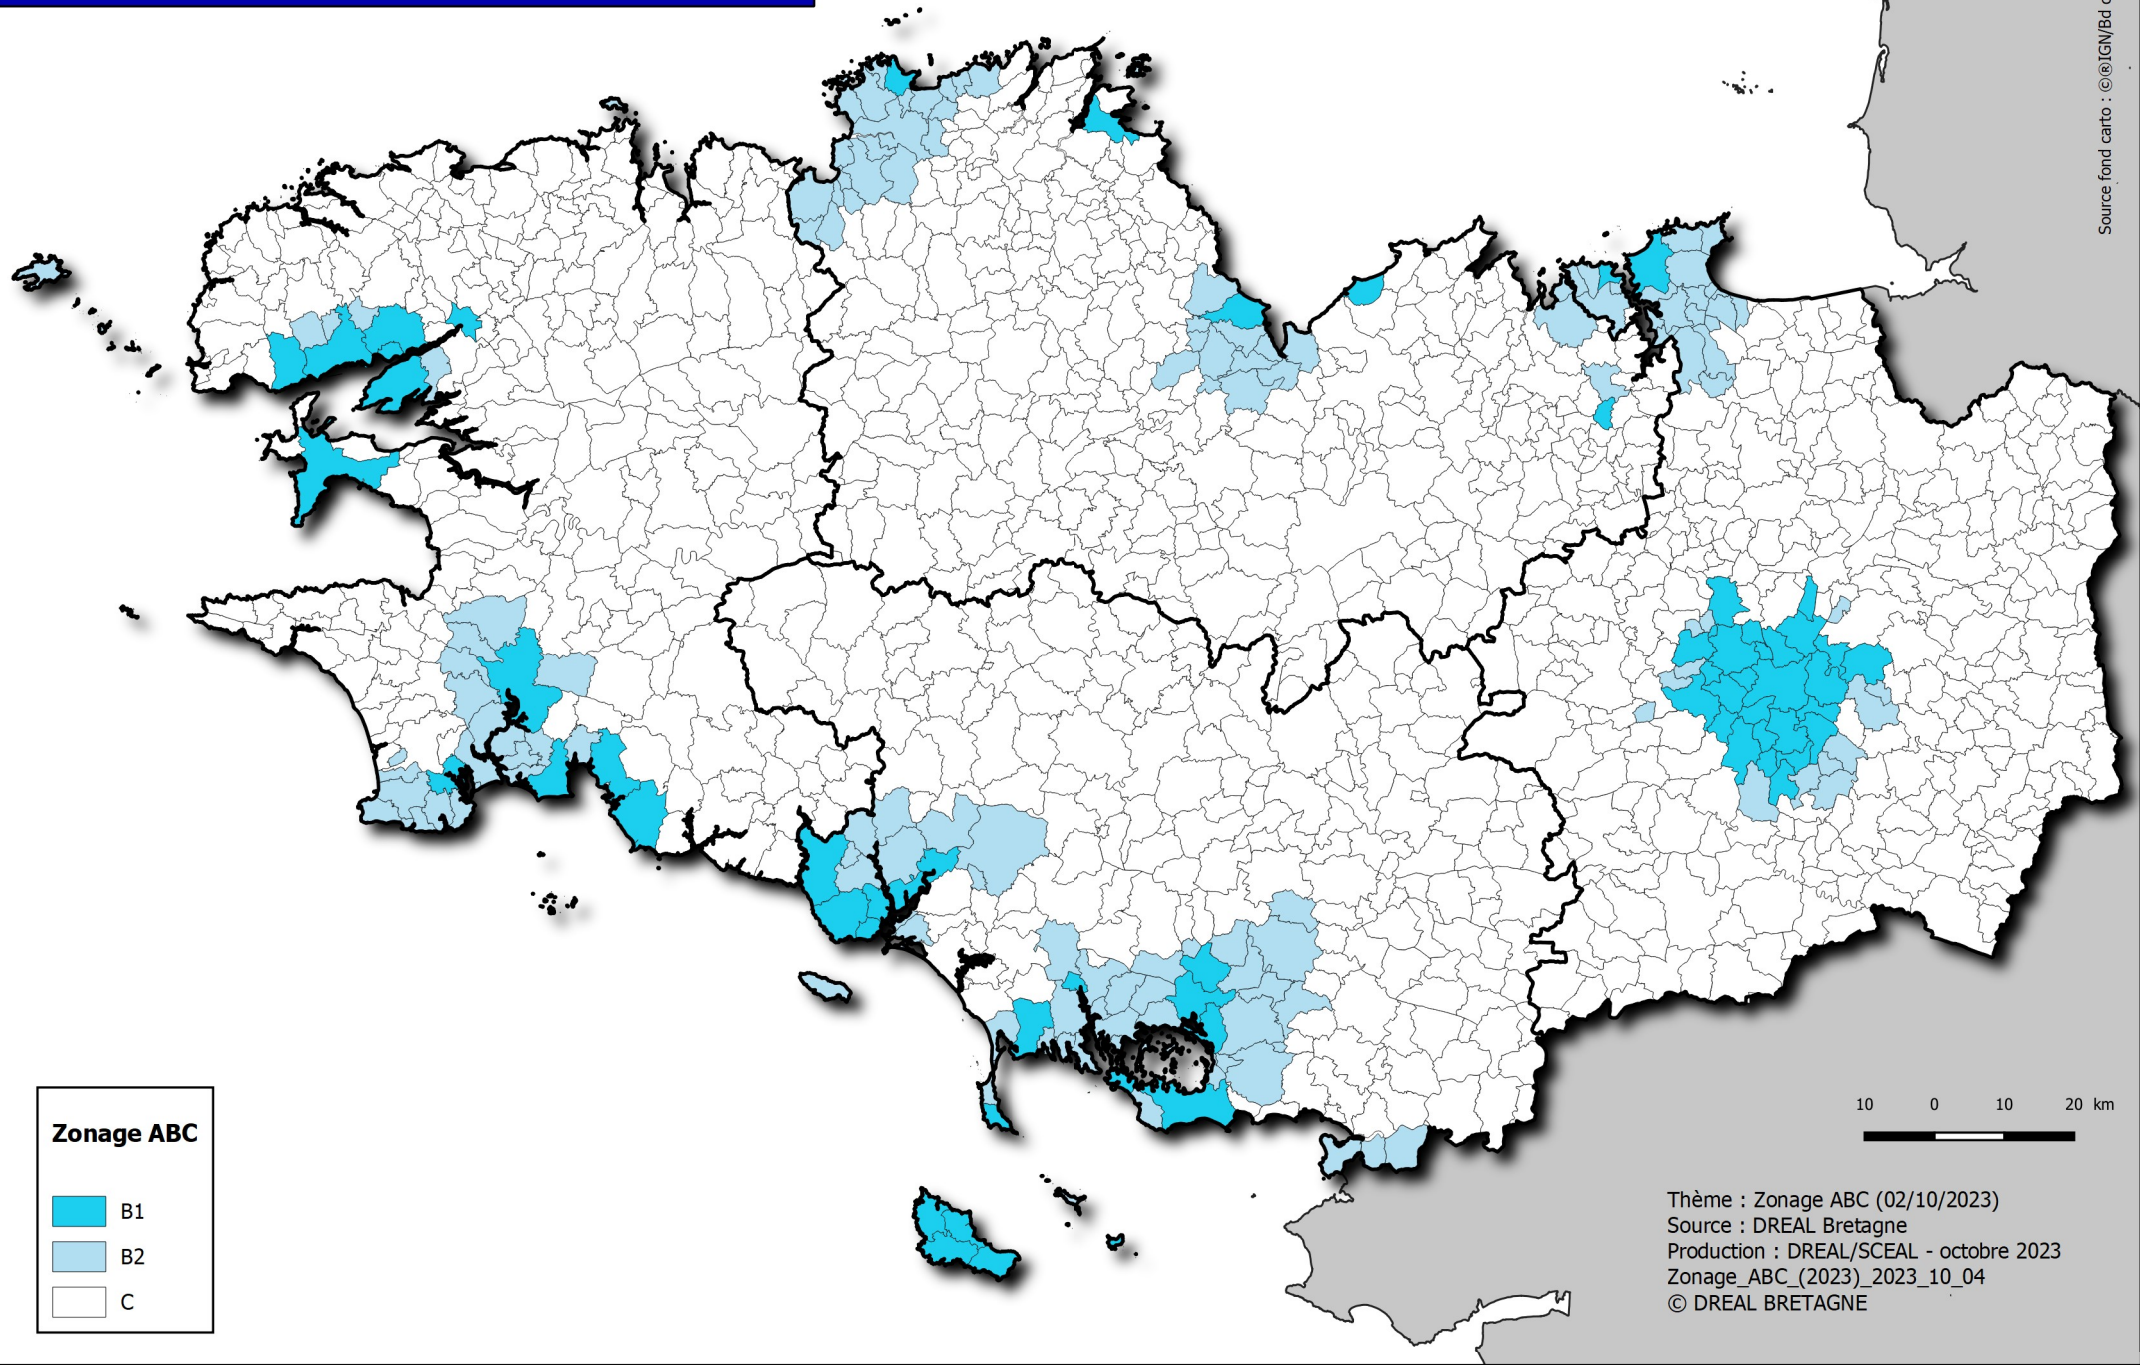 Source fond carto : ©®IGN/Bd
Zonage ABC
B1
B2
C
10 0 10 20 km
Thème : Zonage ABC (02/10/2023)
Source : DREAL Bretagne
Production : DREAL/SCEAL - octobre 2023
Zonage_ABC_(2023)_2023_10_04
© DREAL BRETAGNE